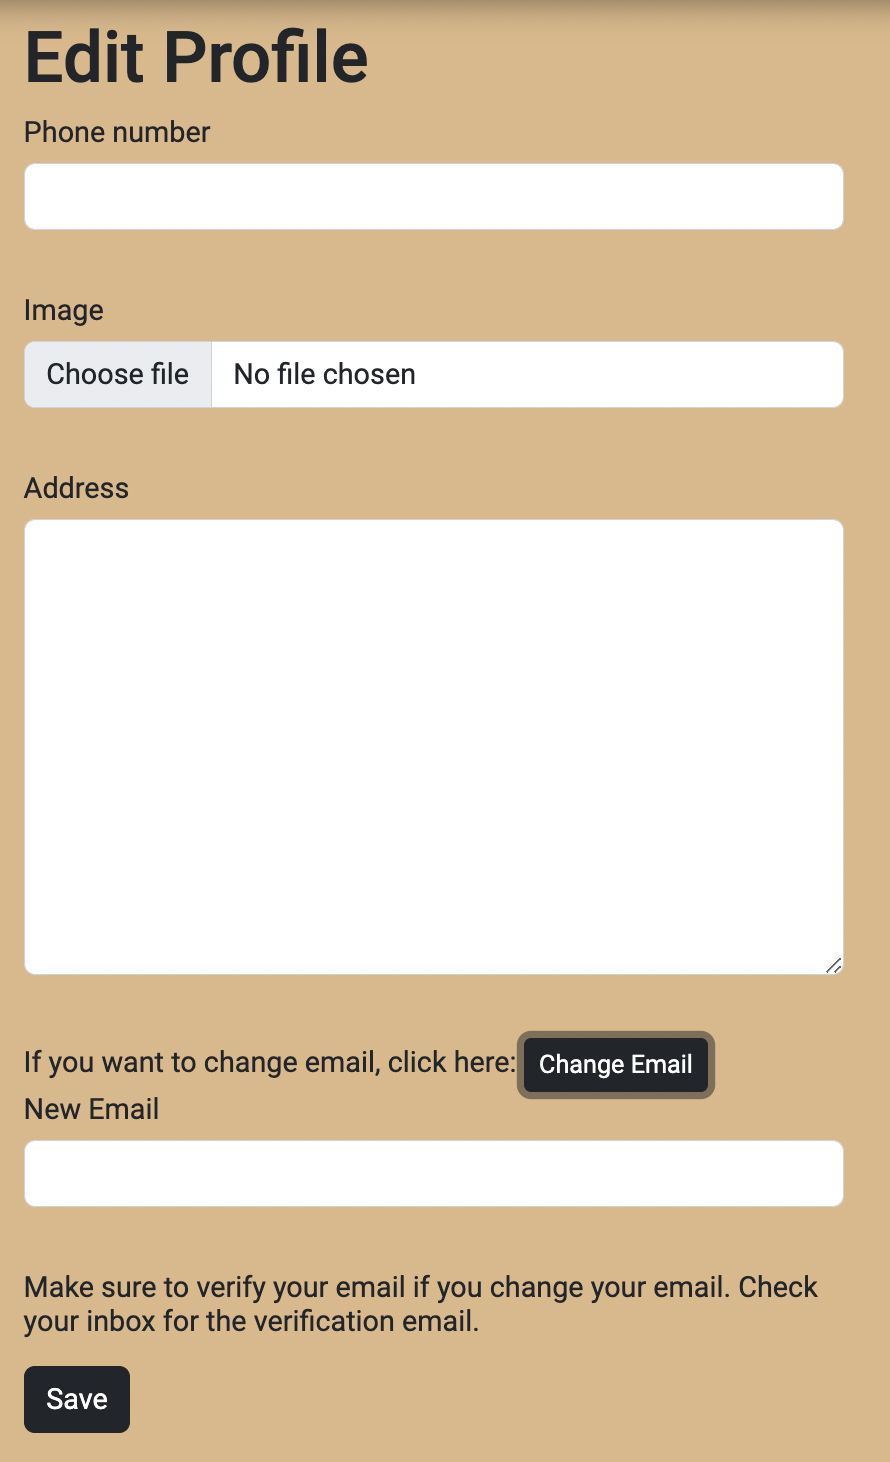 Edit Profile
Phone number
Image
Choose file No file chosen
Address
If you want to change email, click here: Change Email
New Email
Make sure to verify your email if you change your email. Check
your inbox for the verification email.
Save